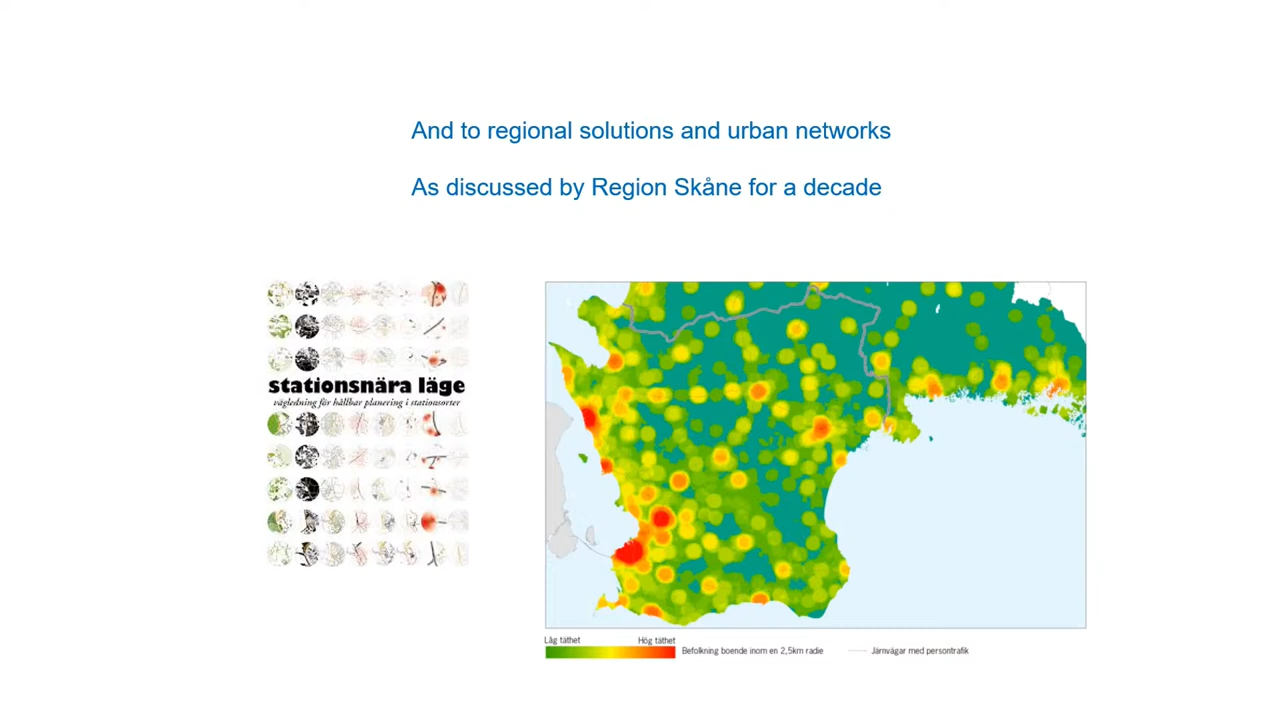 And to regional solutions and urban networks
As discussed by Region Skåne for a decade
stationsnära läge
vägledning för hållbar planering i stationsorter
Låg täthet
Hög täthet
Befolkning boende inom en 2,5km radie
Järnvägar med persontrafik